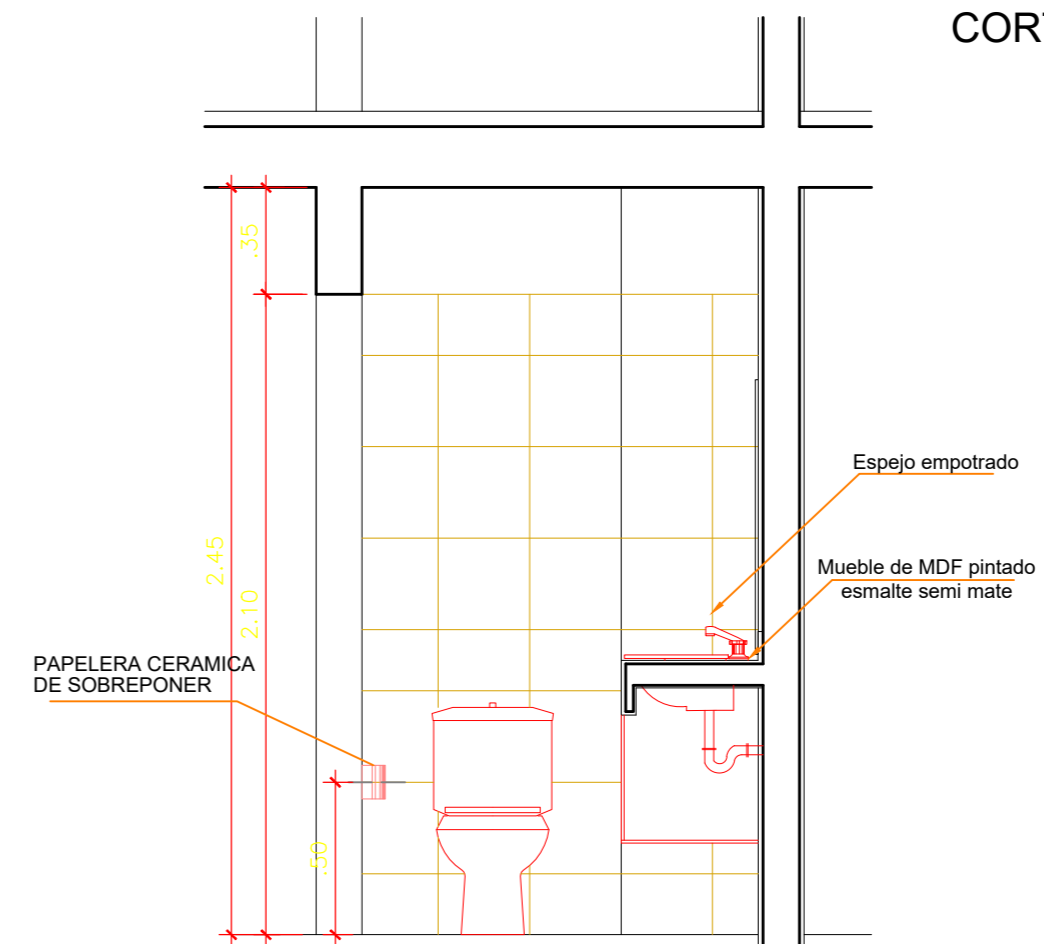 CORT
.35
Espejo empotrado
2.45
Mueble de MDF pintado
esmalte semi mate
2.10
PAPELERA CERAMICA
DE SOBREPONER
.50